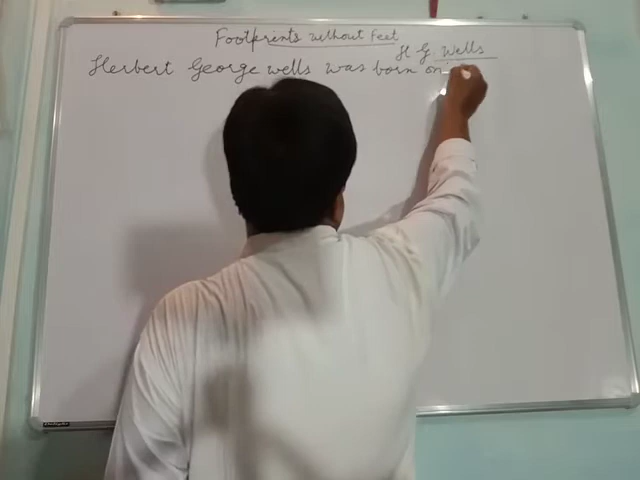 Footprints without Feet
H G Wells
Herbert George wells was born on